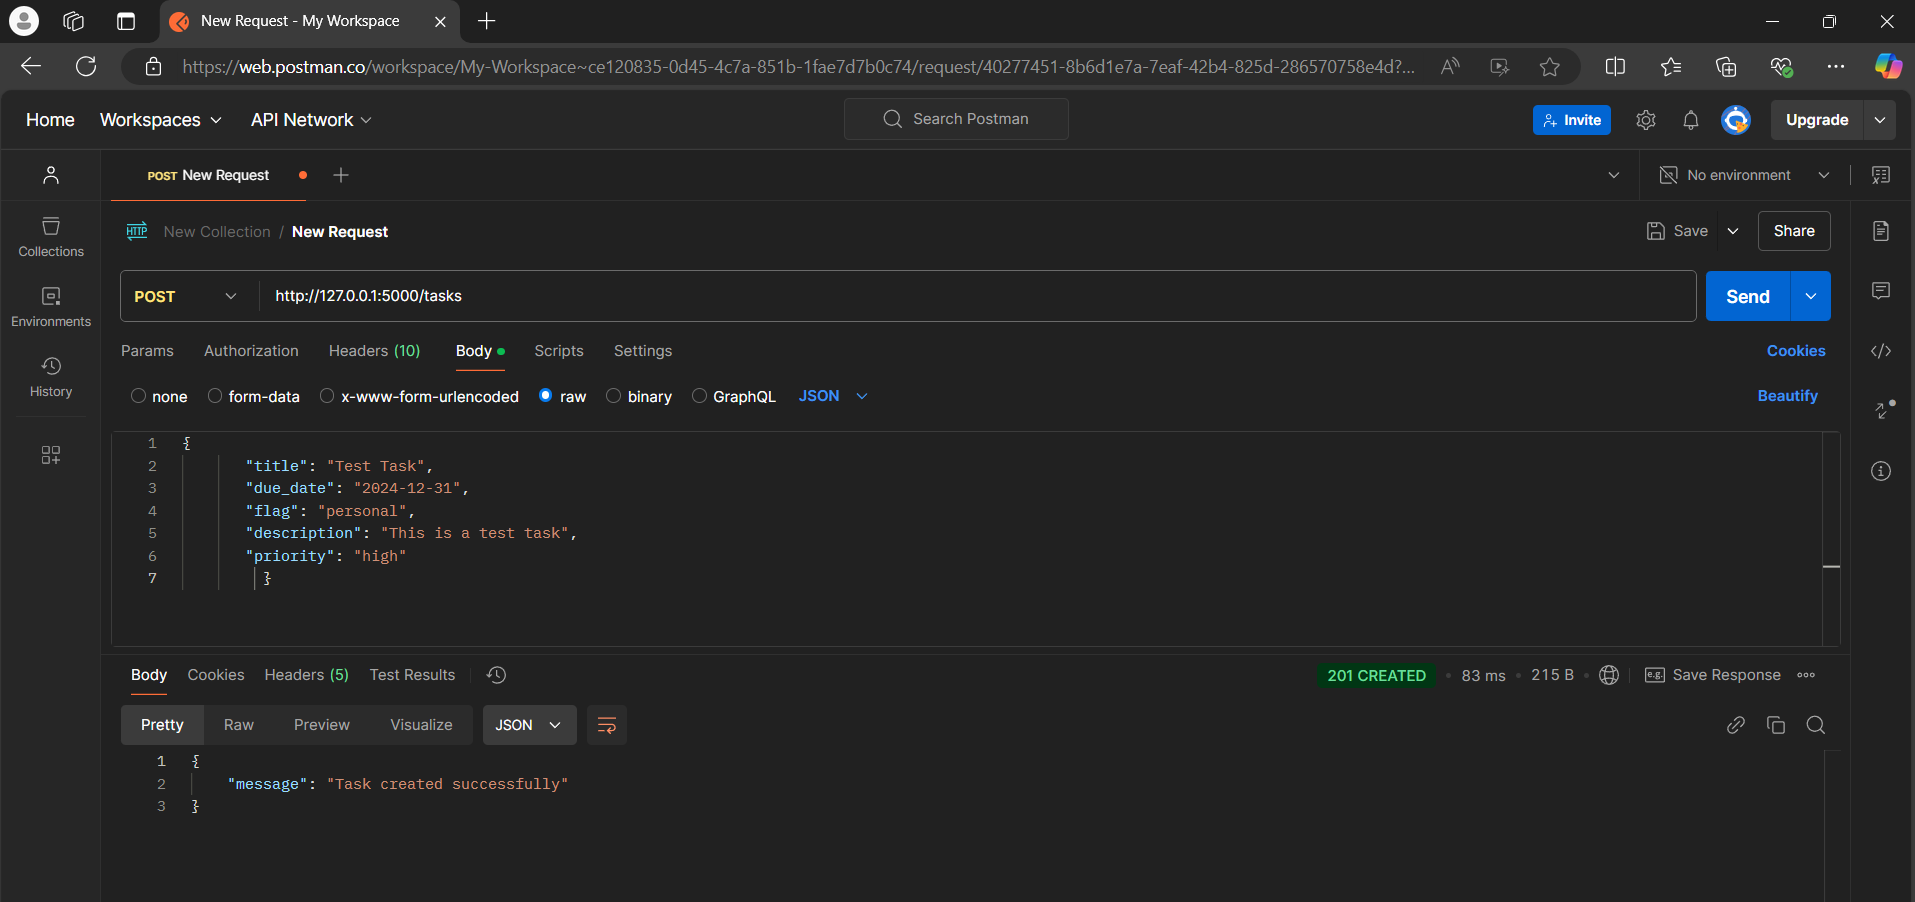 New Request - My Workspace
https://web.postman.co/workspace/My-Workspace~ce120835-0d45-4c7a-851b-1fae7d7b0c74/request/40277451-8b6d1e7a-7eaf-42b4-825d-286570758e4d?...
Home Workspaces API Network Search Postman Invite Upgrade
POST New Request No environment
HTTP New Collection / New Request Save Share
Collections
POST http://127.0.0.1:5000/tasks Send
Environments
Params Authorization Headers (10) Body Scripts Settings Cookies
History
none form-data x-www-form-urlencoded raw binary GraphQL JSON Beautify
1 {
2 "title": "Test Task",
3 "due_date": "2024-12-31",
4 "flag": "personal",
5 "description": "This is a test task",
6 "priority": "high"
7 }
Body Cookies Headers (5) Test Results 201 CREATED 83 ms 215 B e.g. Save Response
Pretty Raw Preview Visualize JSON
1 {
2 "message": "Task created successfully"
3 }